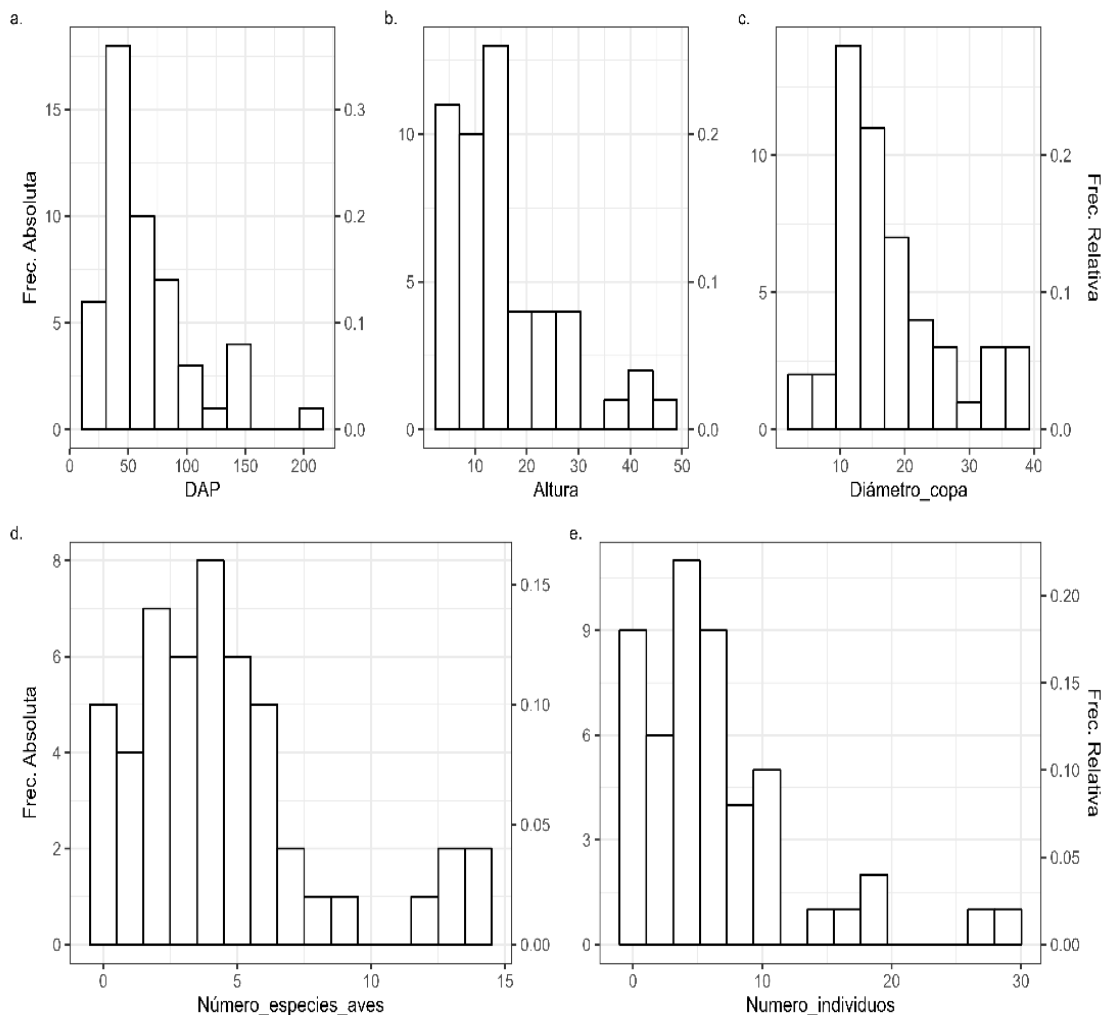 a.
b.
c.
15
10
5
0
0.3
0.2
0.1
0.0
10
5
0
0.2
0.1
0.0
10
5
0
0.2
0.1
0.0
Frec. Absoluta
Frec. Relativa
0 50 100 150 200
10 20 30 40 50
10 20 30 40
DAP
Altura
Diámetro_copa
d.
e.
8
6
4
2
0
0.15
0.10
0.05
0.00
9
6
3
0
0.20
0.15
0.10
0.05
0.00
Frec. Absoluta
Frec. Relativa
0 5 10 15
0 10 20 30
Número_especies_aves
Numero_individuos